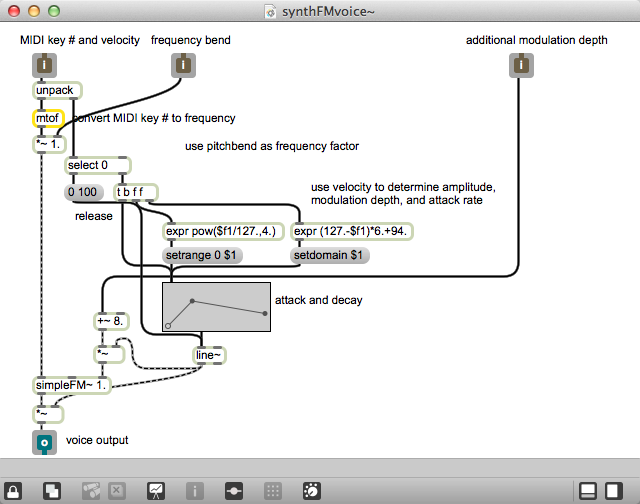 synthFMvoice~
MIDI key # and velocity frequency bend additional modulation depth
i i i
unpack
mtof convert MIDI key # to frequency
*~ 1.
use pitchbend as frequency factor
select 0
0 100 t b f f
use velocity to determine amplitude,
modulation depth, and attack rate
release
expr pow($f1/127.,4.) expr (127.-$f1)*6.+94.
setrange 0 $1 setdomain $1
attack and decay
+~ 8.
*~ line~
simpleFM~ 1.
*~
voice output
i